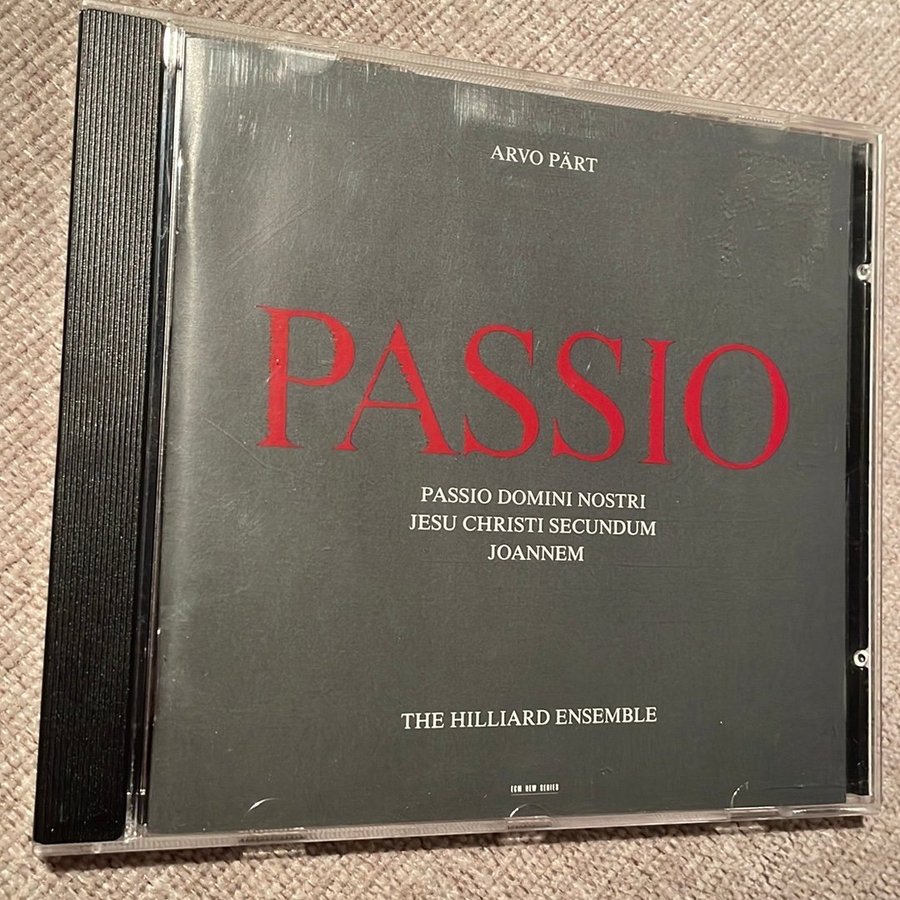 ARVO PÄRT
PASSIO
PASSIO DOMINI NOSTRI
JESU CHRISTI SECUNDUM
JOANNEM
THE HILLIARD ENSEMBLE
ECM NEW SERIES